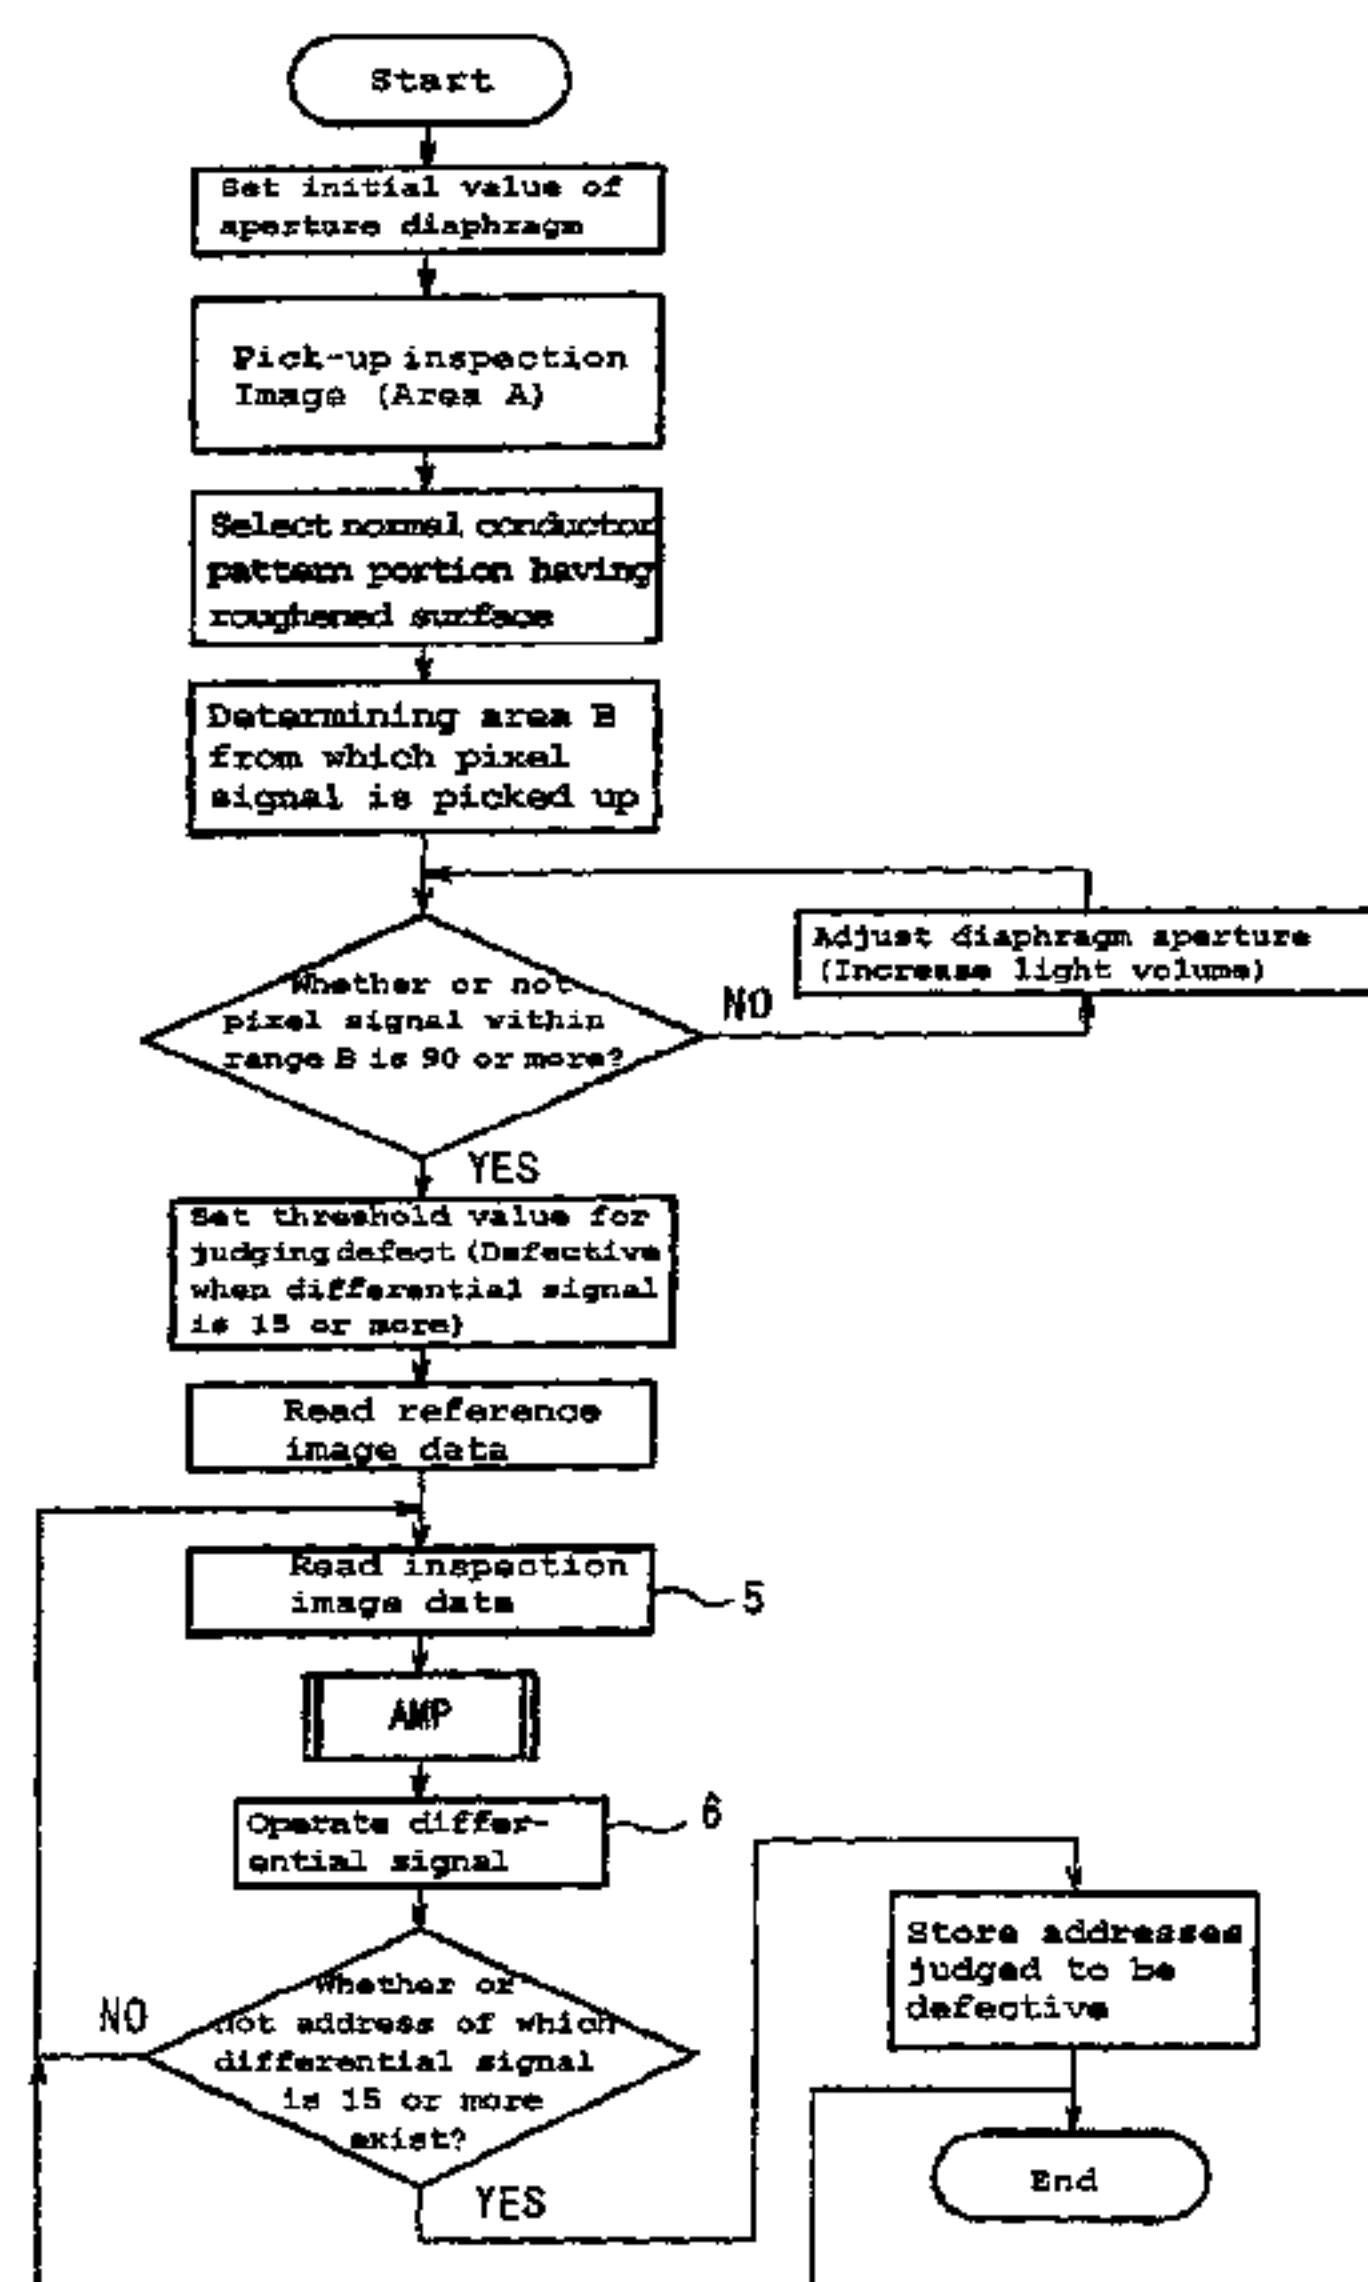 Start
Set initial value of
aperture diaphragm
Pick-up inspection
Image (Area A)
Select normal conductor
pattern portion having
roughened surface
Determining area B
from which pixel
signal is picked up
Adjust diaphragm aperture
(Increase light volume)
Whether or not
pixel signal within
range B is 90 or more?
NO
YES
Set threshold value for
judging defect (Defective
when differential signal
is 15 or more)
Read reference
image data
Read inspection
image data
5
AMP
Operate differ-
ential signal
6
Whether or
not address of which
differential signal
is 15 or more
exist?
NO
YES
Store addresses
judged to be
defective
End